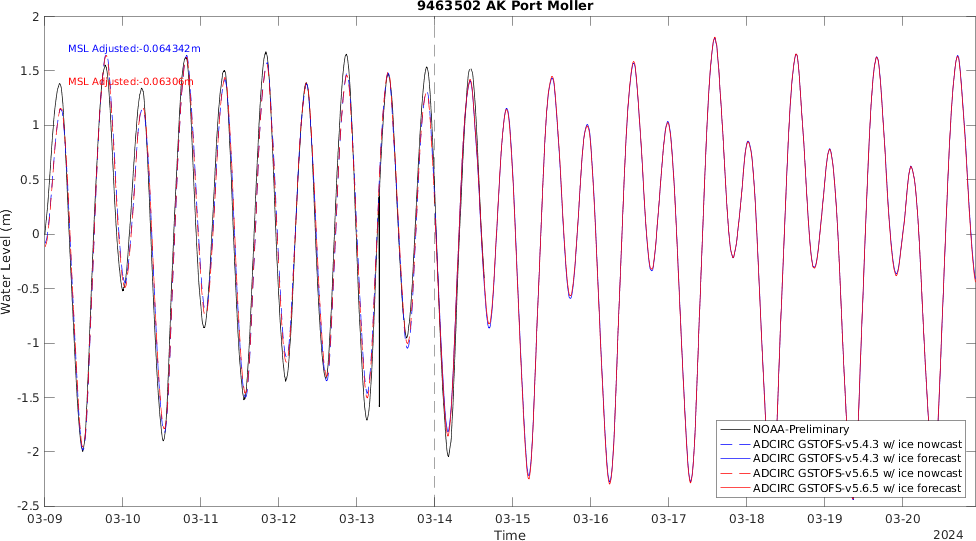 9463502 AK Port Moller
MSL Adjusted:-0.064342m
MSL Adjusted:-0.06306m
Water Level (m)
2
1.5
1
0.5
0
-0.5
-1
-1.5
-2
-2.5
NOAA-Preliminary
ADCIRC GSTOFS-v5.4.3 w/ ice nowcast
ADCIRC GSTOFS-v5.4.3 w/ ice forecast
ADCIRC GSTOFS-v5.6.5 w/ ice nowcast
ADCIRC GSTOFS-v5.6.5 w/ ice forecast
03-09 03-10 03-11 03-12 03-13 03-14 03-15 03-16 03-17 03-18 03-19 03-20
Time
2024